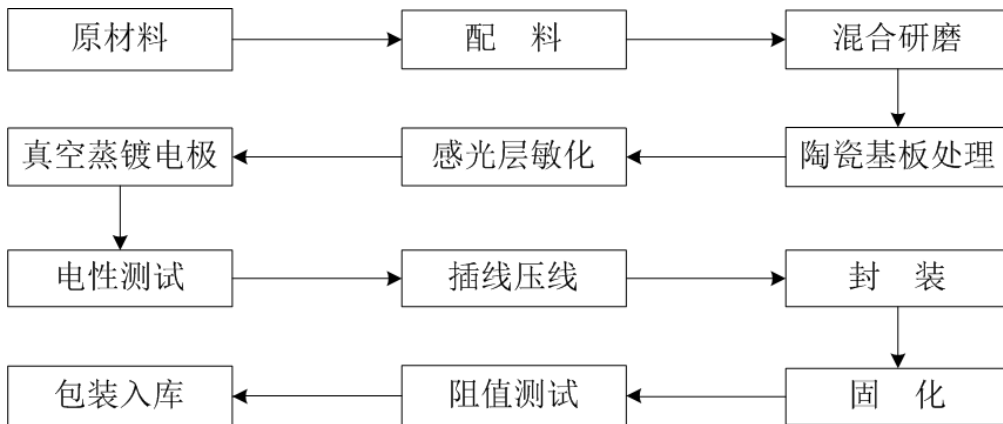 原材料
配　料
混合研磨
陶瓷基板处理
感光层敏化
真空蒸镀电极
电性测试
插线压线
封　装
固　化
阻值测试
包装入库